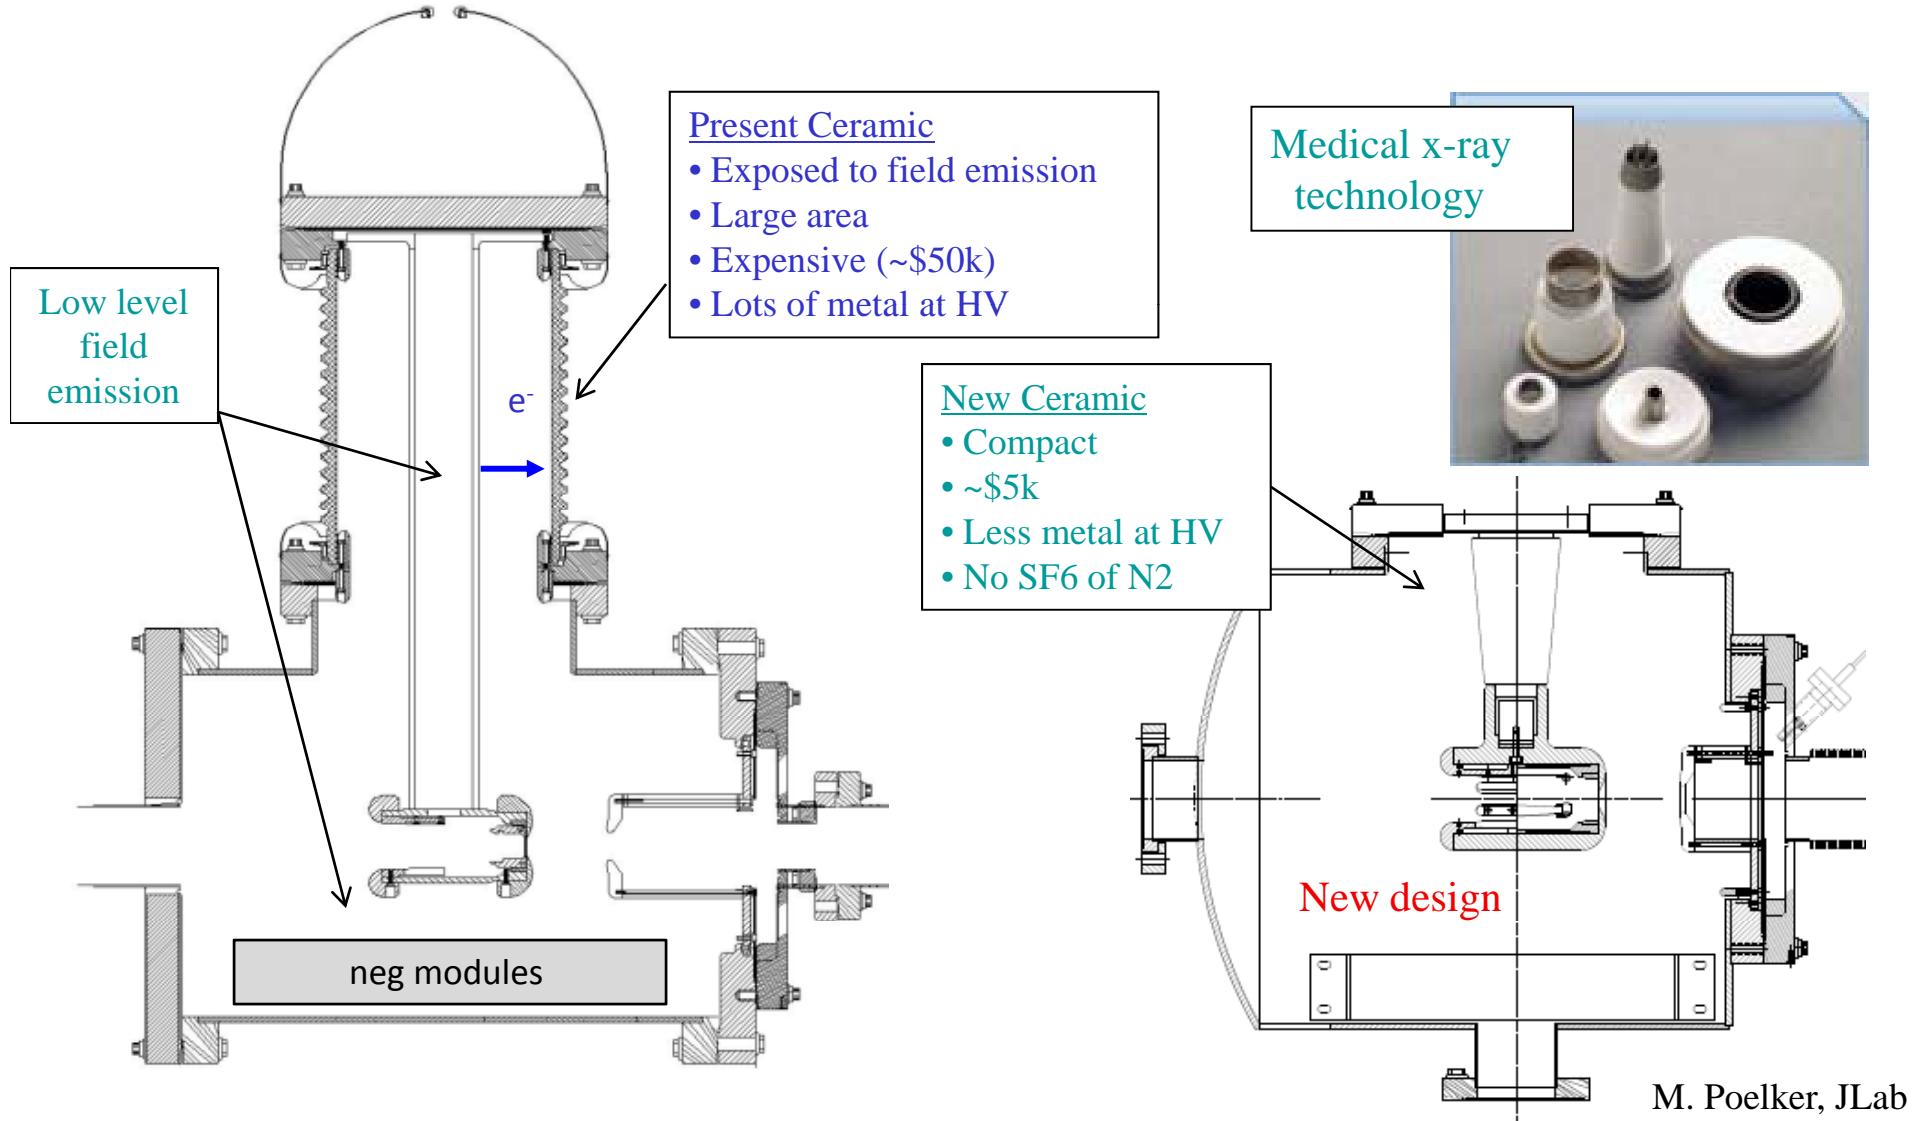 Present Ceramic
• Exposed to field emission
• Large area
• Expensive (~$50k)
• Lots of metal at HV
Medical x-ray
technology
Low level
field
emission
e-
New Ceramic
• Compact
• ~$5k
• Less metal at HV
• No SF6 of N2
New design
neg modules
M. Poelker, JLab